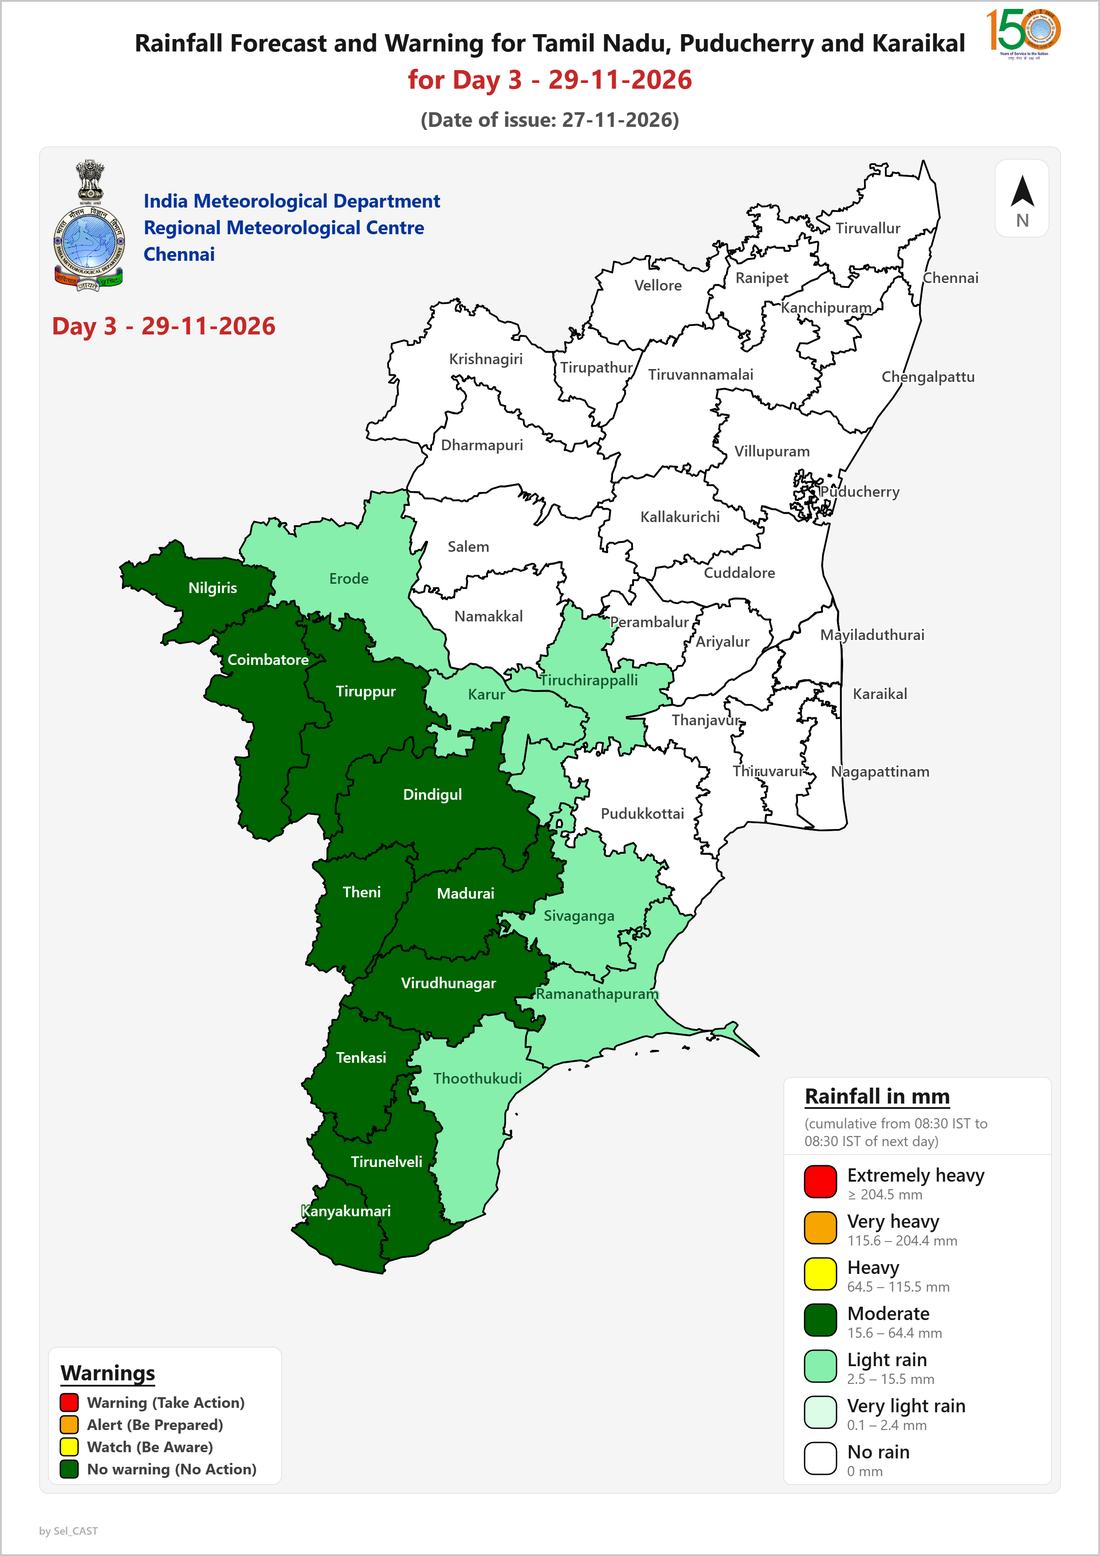 Rainfall Forecast and Warning for Tamil Nadu, Puducherry and Karaikal
for Day 3 - 29-11-2026
(Date of issue: 27-11-2026)
150
Years of Service to the Nation
India Meteorological Department
Regional Meteorological Centre
Chennai
Day 3 - 29-11-2026
N
Tiruvallur
Chennai
Ranipet
Vellore
Kanchipuram
Krishnagiri
Tirupathur
Tiruvannamalai
Chengalpattu
Dharmapuri
Villupuram
Puducherry
Kallakurichi
Salem
Cuddalore
Erode
Nilgiris
Namakkal
Perambalur
Ariyalur
Mayiladuthurai
Coimbatore
Tiruppur
Karur
Tiruchirappalli
Karaikal
Thanjavur
Thiruvarur
Nagapattinam
Dindigul
Pudukkottai
Theni
Madurai
Sivaganga
Virudhunagar
Ramanathapuram
Tenkasi
Thoothukudi
Tirunelveli
Kanyakumari
Rainfall in mm
(cumulative from 08:30 IST to
08:30 IST of next day)
Extremely heavy
≥ 204.5 mm
Very heavy
115.6 – 204.4 mm
Heavy
64.5 – 115.5 mm
Moderate
15.6 – 64.4 mm
Light rain
2.5 – 15.5 mm
Very light rain
0.1 – 2.4 mm
No rain
0 mm
Warnings
Warning (Take Action)
Alert (Be Prepared)
Watch (Be Aware)
No warning (No Action)
by Sel_CAST